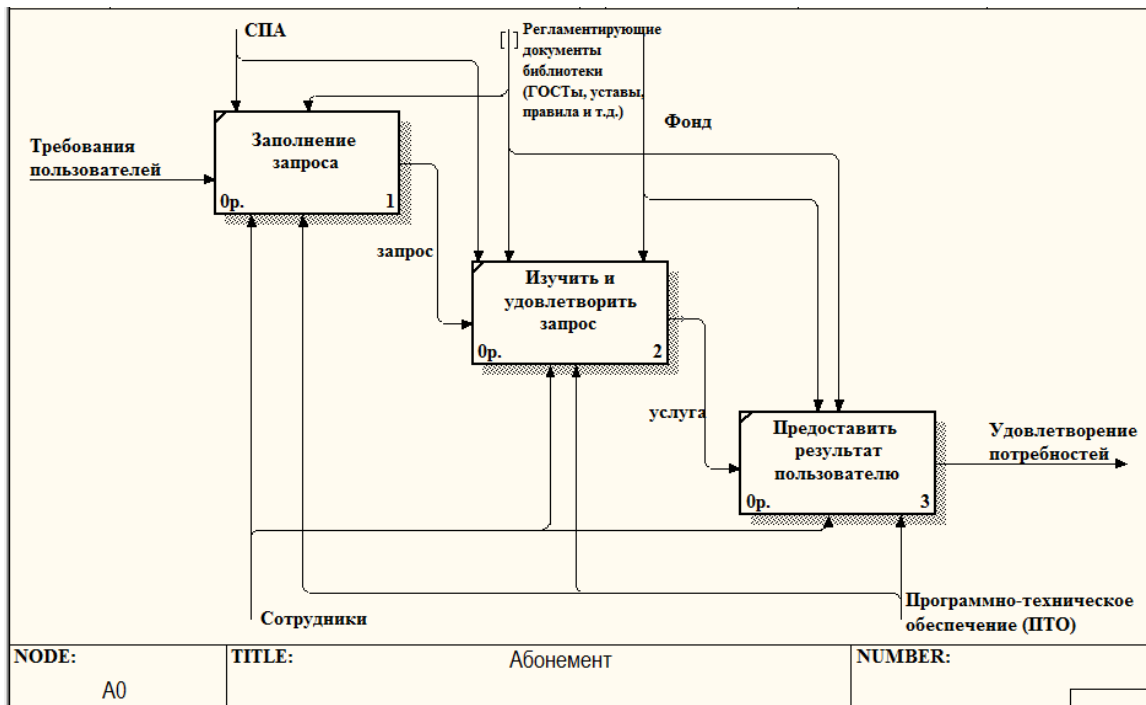 СПА
Регламентирующие
документы
библиотеки
(ГОСТы, уставы,
правила и т.д.)
Фонд
Требования
пользователей
Заполнение
запроса
0р.
1
запрос
Изучить и
удовлетворить
запрос
0р.
2
услуга
Предоставить
результат
пользователю
0р.
3
Удовлетворение
потребностей
Сотрудники
Программно-техническое
обеспечение (ПТО)
NODE:
A0
TITLE:
Абонемент
NUMBER: